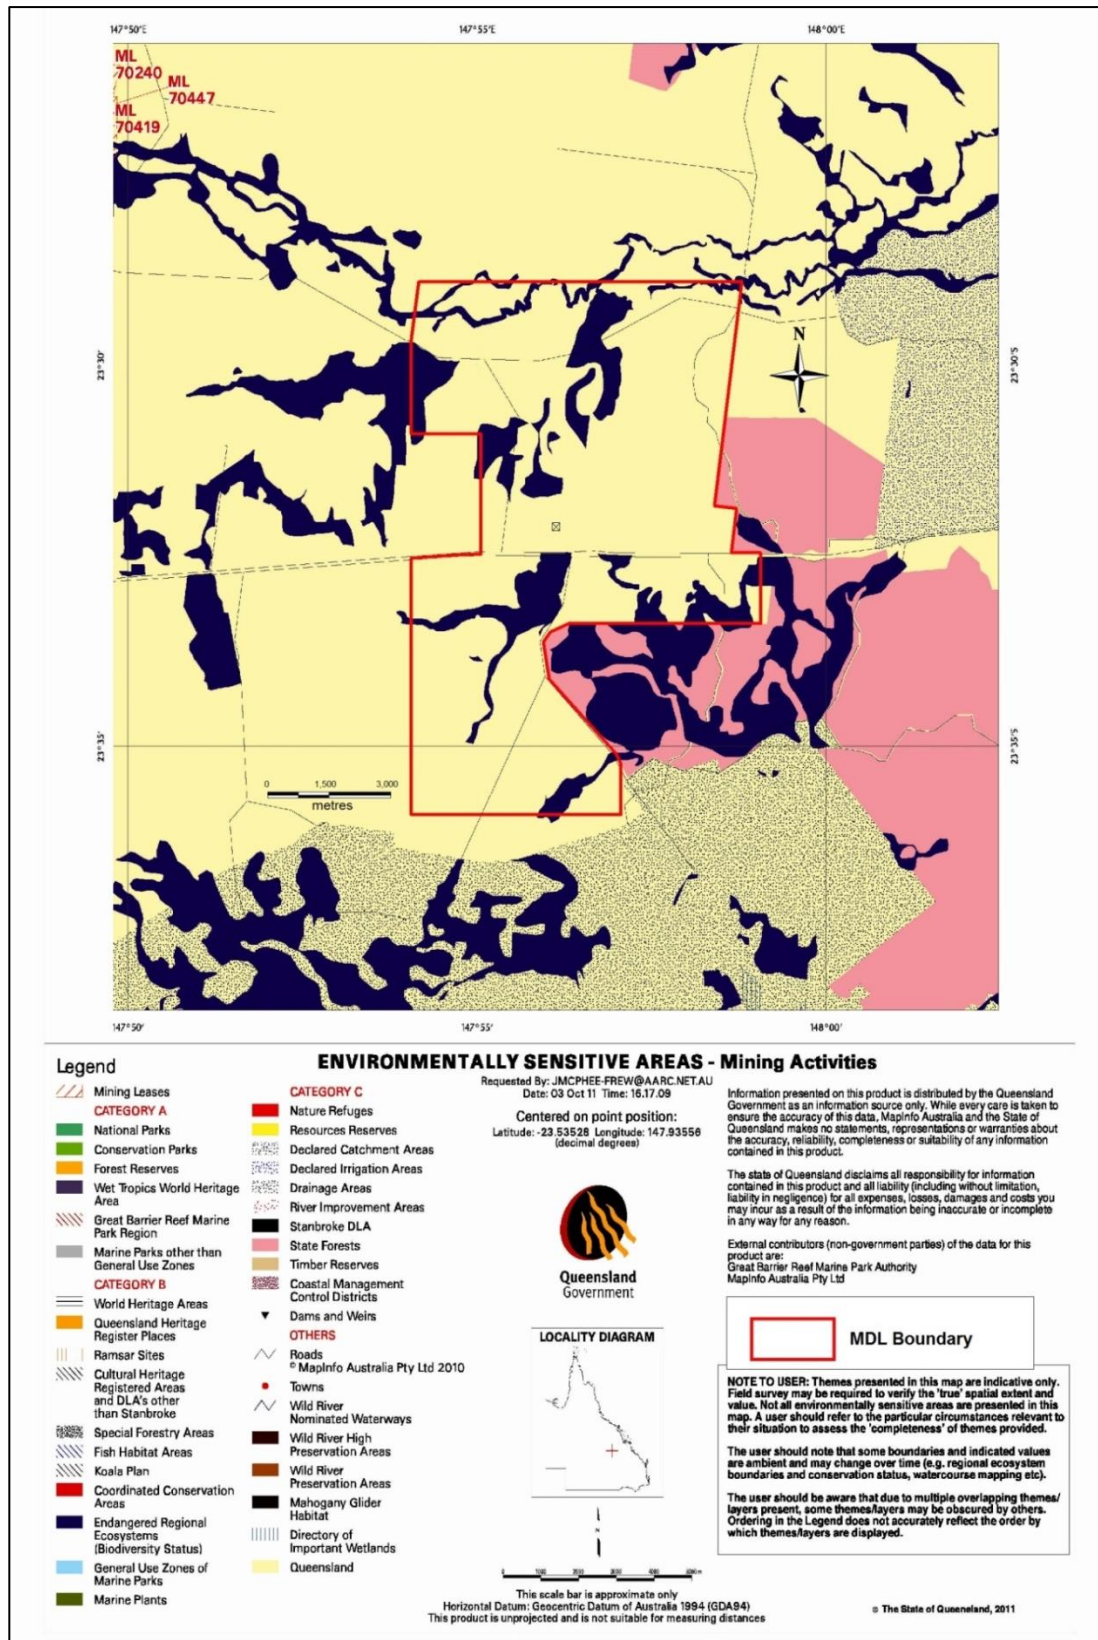 147°50'E
147°55'E
148°00'E
ML
70240
ML
70447
ML
70419
N
23°30'
23°30'S
23°35'
23°35'S
0 1,500 3,000
metres
147°50'
147°55'
148°00'
Legend
Mining Leases
CATEGORY A
National Parks
Conservation Parks
Forest Reserves
Wet Tropics World Heritage
Area
Great Barrier Reef Marine
Park Region
Marine Parks other than
General Use Zones
CATEGORY B
World Heritage Areas
Queensland Heritage
Register Places
Ramsar Sites
Cultural Heritage
Registered Areas
and DLA's other
than Stanbroke
Special Forestry Areas
Fish Habitat Areas
Koala Plan
Coordinated Conservation
Areas
Endangered Regional
Ecosystems
(Biodiversity Status)
General Use Zones of
Marine Parks
Marine Plants
CATEGORY C
Nature Refuges
Resources Reserves
Declared Catchment Areas
Declared Irrigation Areas
Drainage Areas
River Improvement Areas
Stanbroke DLA
State Forests
Timber Reserves
Coastal Management
Control Districts
Dams and Weirs
OTHERS
Roads
© MapInfo Australia Pty Ltd 2010
Towns
Wild River
Nominated Waterways
Wild River High
Preservation Areas
Wild River
Preservation Areas
Mahogany Glider
Habitat
Directory of
Important Wetlands
Queensland
ENVIRONMENTALLY SENSITIVE AREAS - Mining Activities
Requested By: JMCPHEE-FREW@AARC.NET.AU
Date: 03 Oct 11 Time: 16.17.09
Centered on point position:
Latitude: -23.53528 Longitude: 147.93556
(decimal degrees)
Queensland
Government
LOCALITY DIAGRAM
This scale bar is approximate only
Horizontal Datum: Geocentric Datum of Australia 1994 (GDA94)
This product is unprojected and is not suitable for measuring distances
Information presented on this product is distributed by the Queensland
Government as an information source only. While every care is taken to
ensure the accuracy of this data, MapInfo Australia and the State of
Queensland makes no statements, representations or warranties about
the accuracy, reliability, completeness or suitability of any information
contained in this product.
The state of Queensland disclaims all responsibility for information
contained in this product and all liability (including without limitation,
liability in negligence) for all expenses, losses, damages and costs you
may incur as a result of the information being inaccurate or incomplete
in any way for any reason.
External contributors (non-government parties) of the data for this
product are:
Great Barrier Reef Marine Park Authority
MapInfo Australia Pty Ltd
MDL Boundary
NOTE TO USER: Themes presented in this map are indicative only.
Field survey may be required to verify the 'true' spatial extent and
value. Not all environmentally sensitive areas are presented in this
map. A user should refer to the particular circumstances relevant to
their situation to assess the 'completeness' of themes provided.
The user should note that some boundaries and indicated values
are ambient and may change over time (e.g. regional ecosystem
boundaries and conservation status, watercourse mapping etc).
The user should be aware that due to multiple overlapping themes/
layers present, some themes/layers may be obscured by others.
Ordering in the Legend does not accurately reflect the order by
which themes/layers are displayed.
© The State of Queensland, 2011